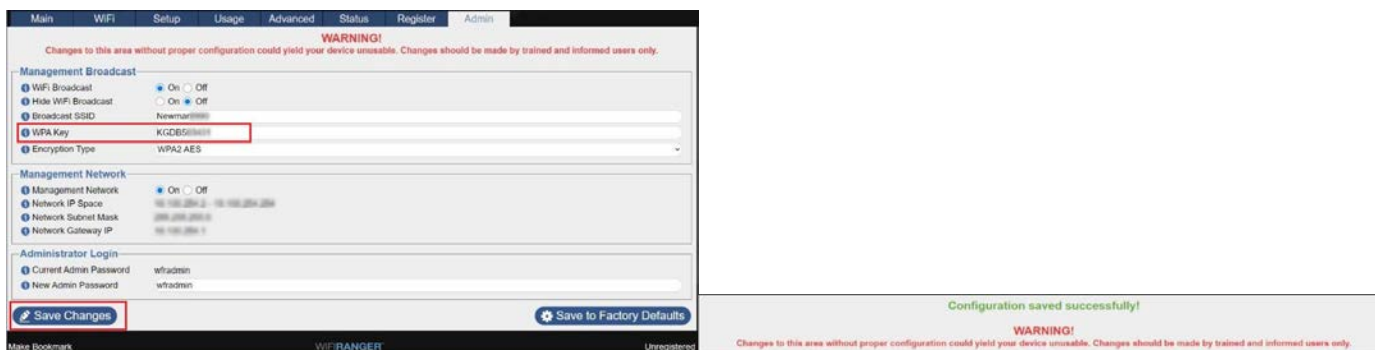 Main WiFi Setup Usage Advanced Status Register Admin
WARNING!
Changes to this area without proper configuration could yield your device unusable. Changes should be made by trained and informed users only.
Management Broadcast
WiFi Broadcast On Off
Hide WiFi Broadcast On Off
Broadcast SSID Newmar
WPA Key KGDB5
Encryption Type WPA2 AES
Management Network
Management Network On Off
Network IP Space
Network Subnet Mask
Network Gateway IP
Administrator Login
Current Admin Password wfradmin
New Admin Password wfradmin
Save Changes Save to Factory Defaults
Make Bookmark WiFiRANGER Unregistered
Configuration saved successfully!
WARNING!
Changes to this area without proper configuration could yield your device unusable. Changes should be made by trained and informed users only.